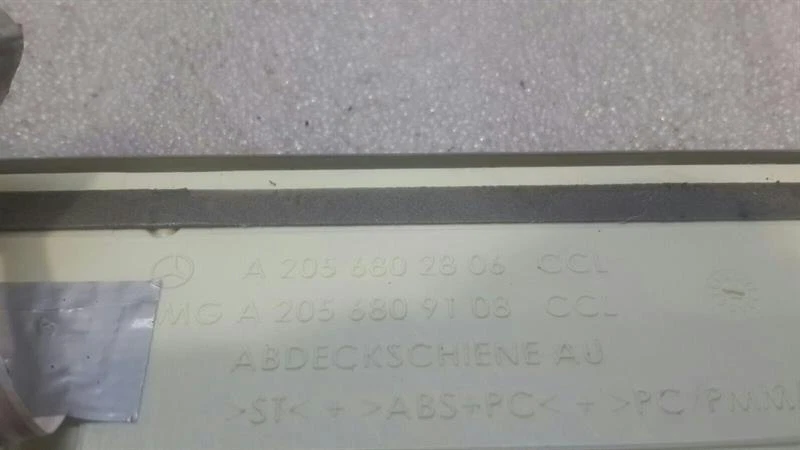 A 205 680 28 06 CCL
MG A 205 680 91 08 CCL
ABDECKSCHIENE AU
>ST< + >ABS+PC< + >PC/PMM